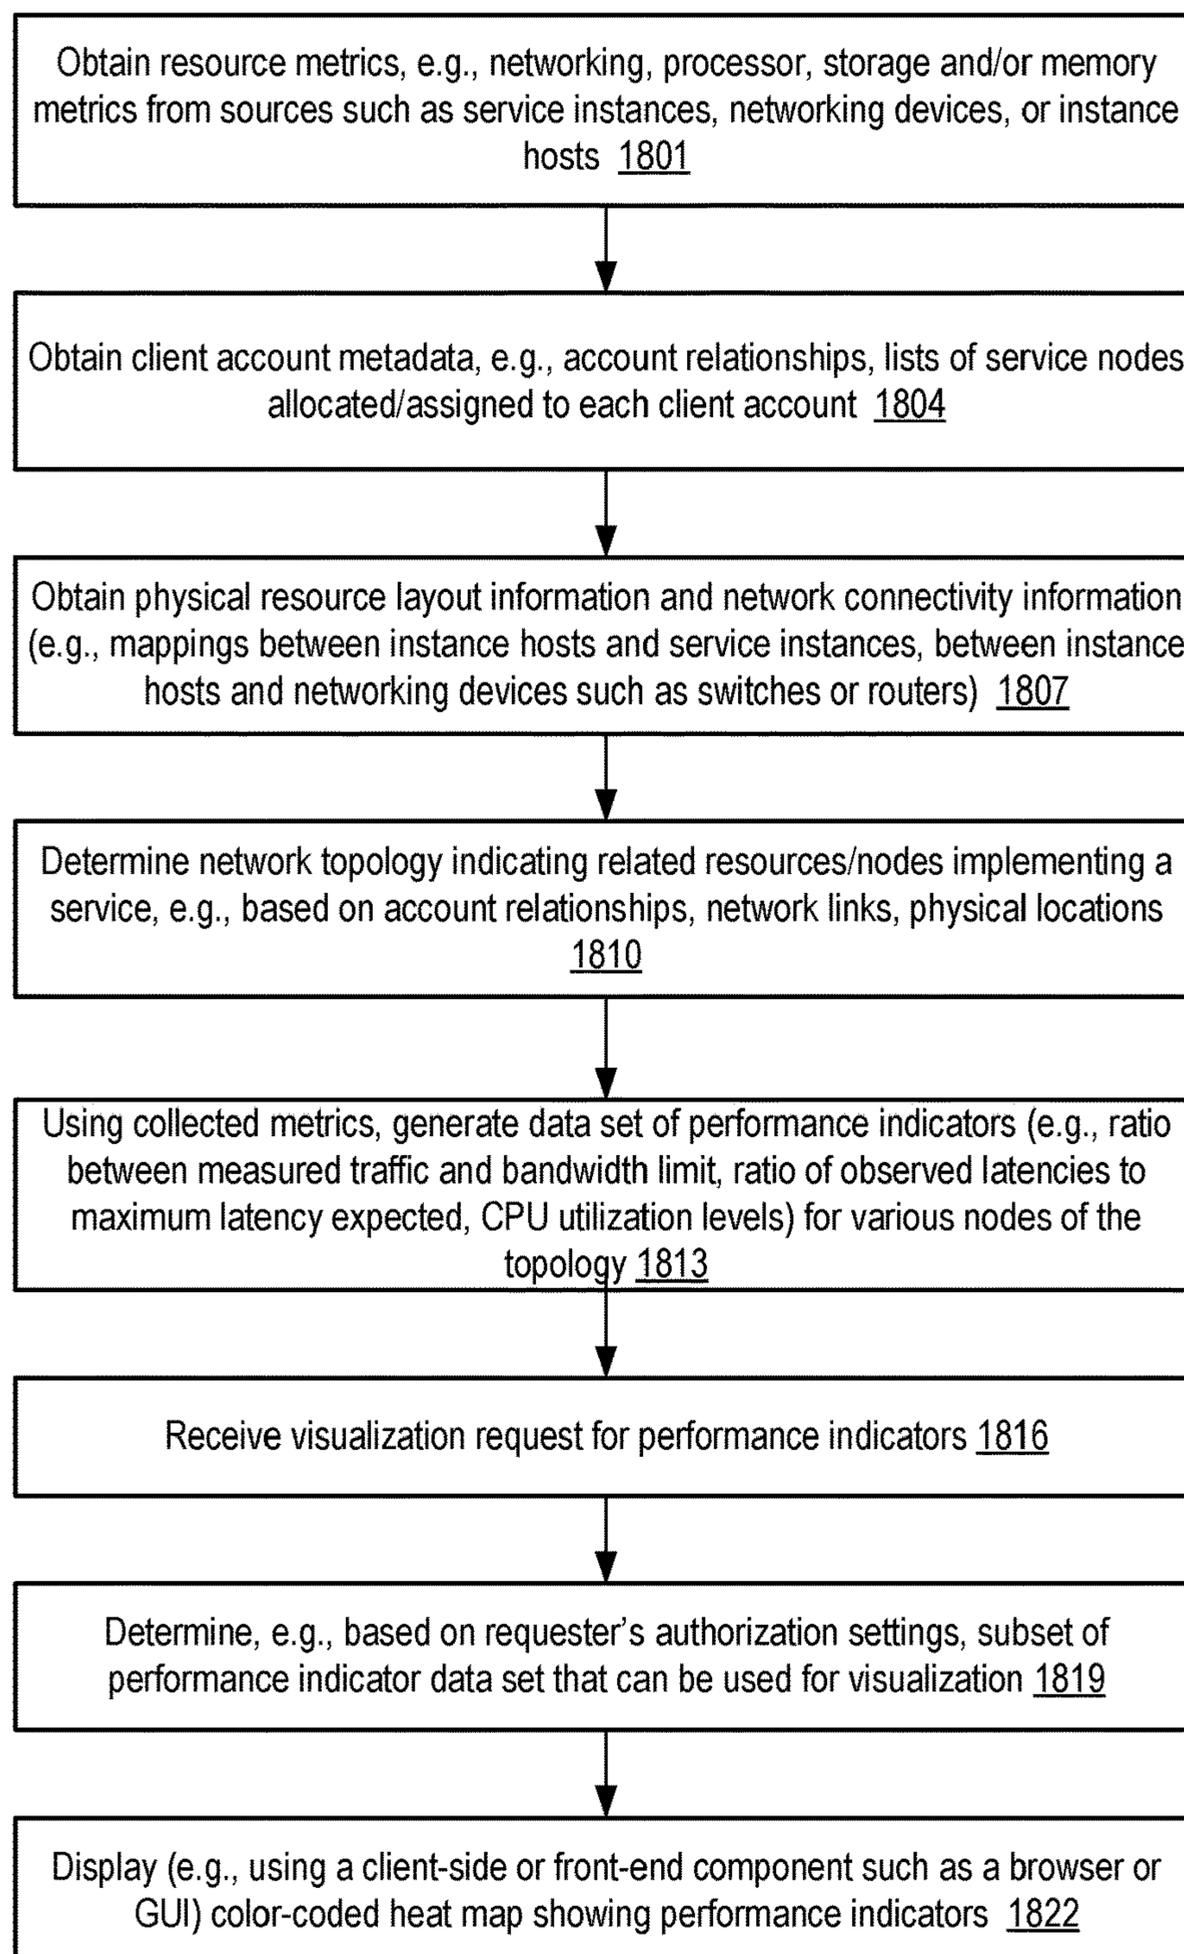 Obtain resource metrics, e.g., networking, processor, storage and/or memory
metrics from sources such as service instances, networking devices, or instance
hosts 1801
Obtain client account metadata, e.g., account relationships, lists of service nodes
allocated/assigned to each client account 1804
Obtain physical resource layout information and network connectivity information
(e.g., mappings between instance hosts and service instances, between instance
hosts and networking devices such as switches or routers) 1807
Determine network topology indicating related resources/nodes implementing a
service, e.g., based on account relationships, network links, physical locations
1810
Using collected metrics, generate data set of performance indicators (e.g., ratio
between measured traffic and bandwidth limit, ratio of observed latencies to
maximum latency expected, CPU utilization levels) for various nodes of the
topology 1813
Receive visualization request for performance indicators 1816
Determine, e.g., based on requester’s authorization settings, subset of
performance indicator data set that can be used for visualization 1819
Display (e.g., using a client-side or front-end component such as a browser or
GUI) color-coded heat map showing performance indicators 1822